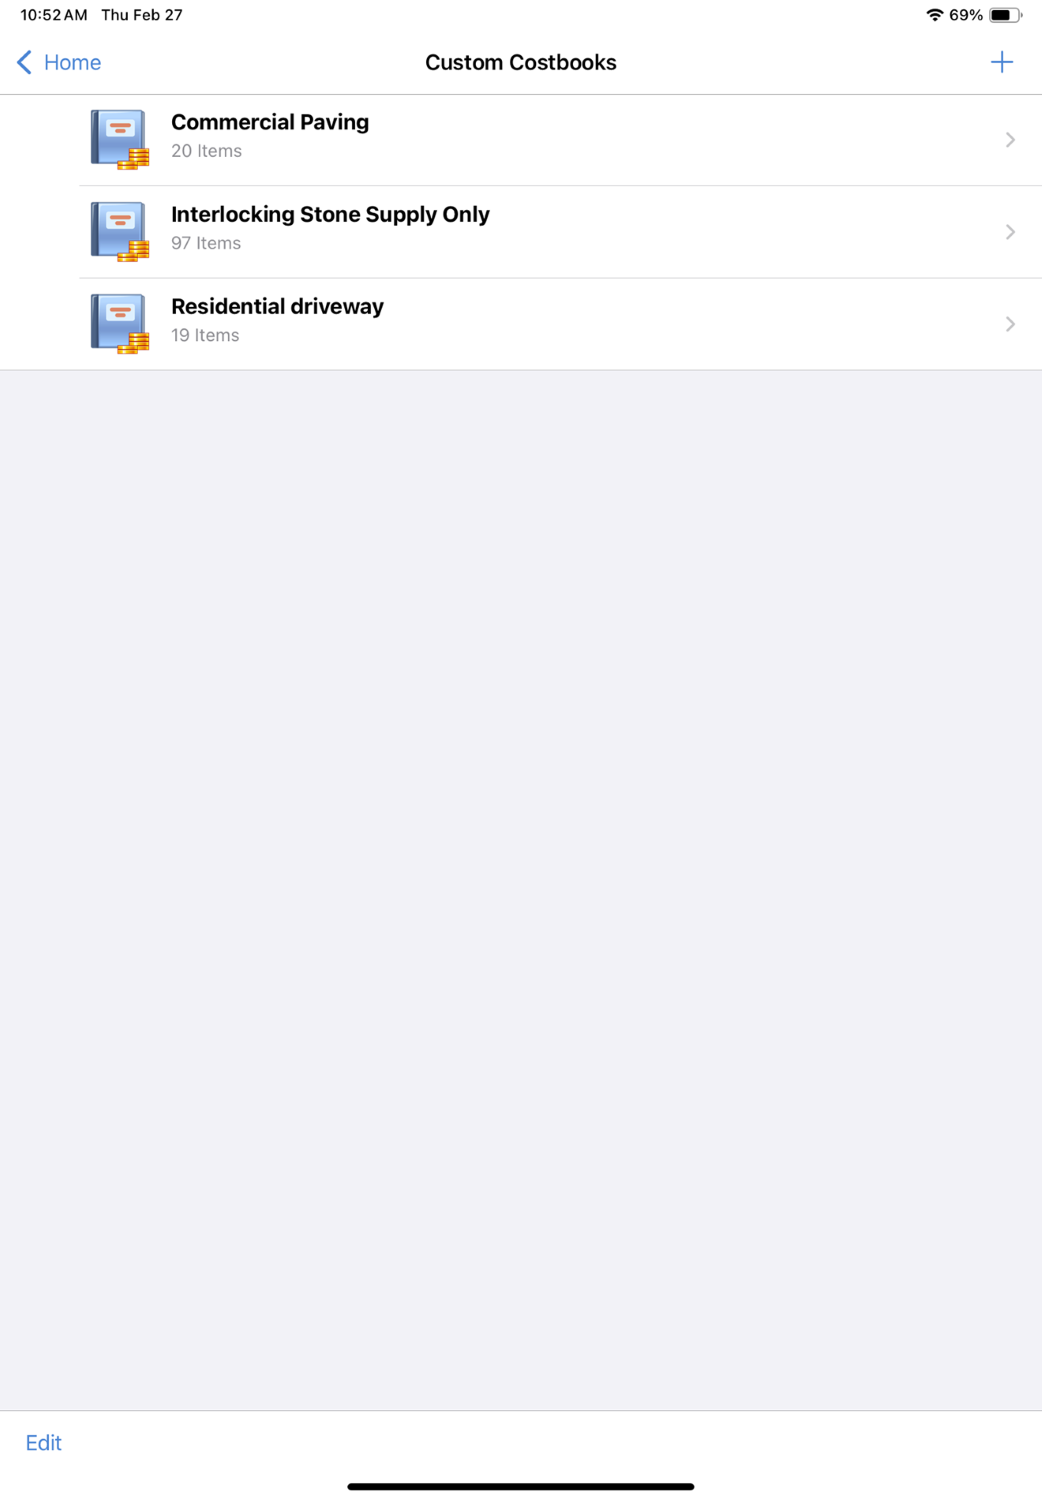 10:52 AM Thu Feb 27 69%
Home Custom Costbooks
Commercial Paving
20 Items
Interlocking Stone Supply Only
97 Items
Residential driveway
19 Items
Edit